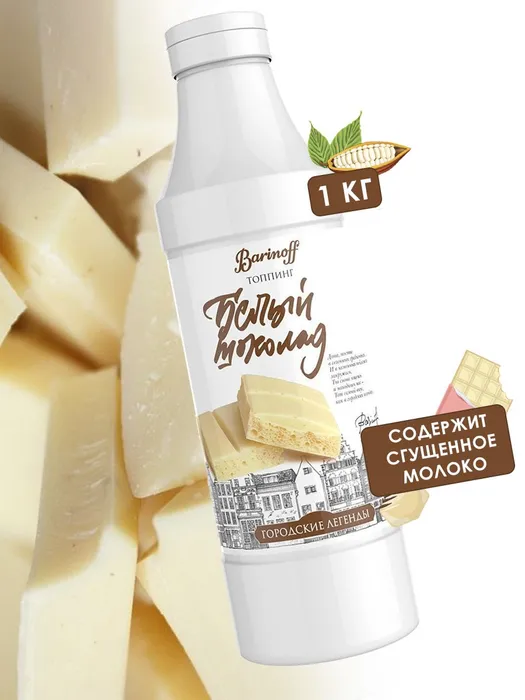 1 КГ
Barinoff
ТОППИНГ
Белый
шоколад
СОДЕРЖИТ
СГУЩЕННОЕ
МОЛОКО
ГОРОДСКИЕ ЛЕГЕНДЫ